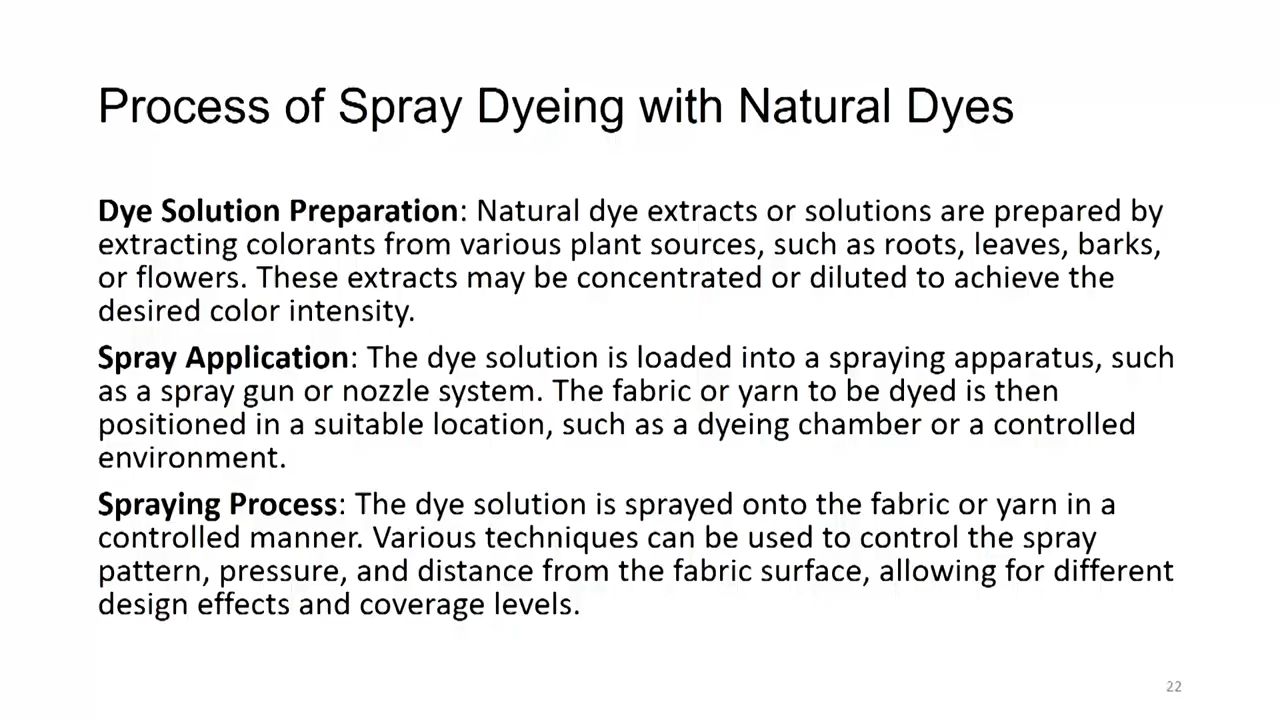 Process of Spray Dyeing with Natural Dyes
Dye Solution Preparation: Natural dye extracts or solutions are prepared by
extracting colorants from various plant sources, such as roots, leaves, barks,
or flowers. These extracts may be concentrated or diluted to achieve the
desired color intensity.
Spray Application: The dye solution is loaded into a spraying apparatus, such
as a spray gun or nozzle system. The fabric or yarn to be dyed is then
positioned in a suitable location, such as a dyeing chamber or a controlled
environment.
Spraying Process: The dye solution is sprayed onto the fabric or yarn in a
controlled manner. Various techniques can be used to control the spray
pattern, pressure, and distance from the fabric surface, allowing for different
design effects and coverage levels.
22